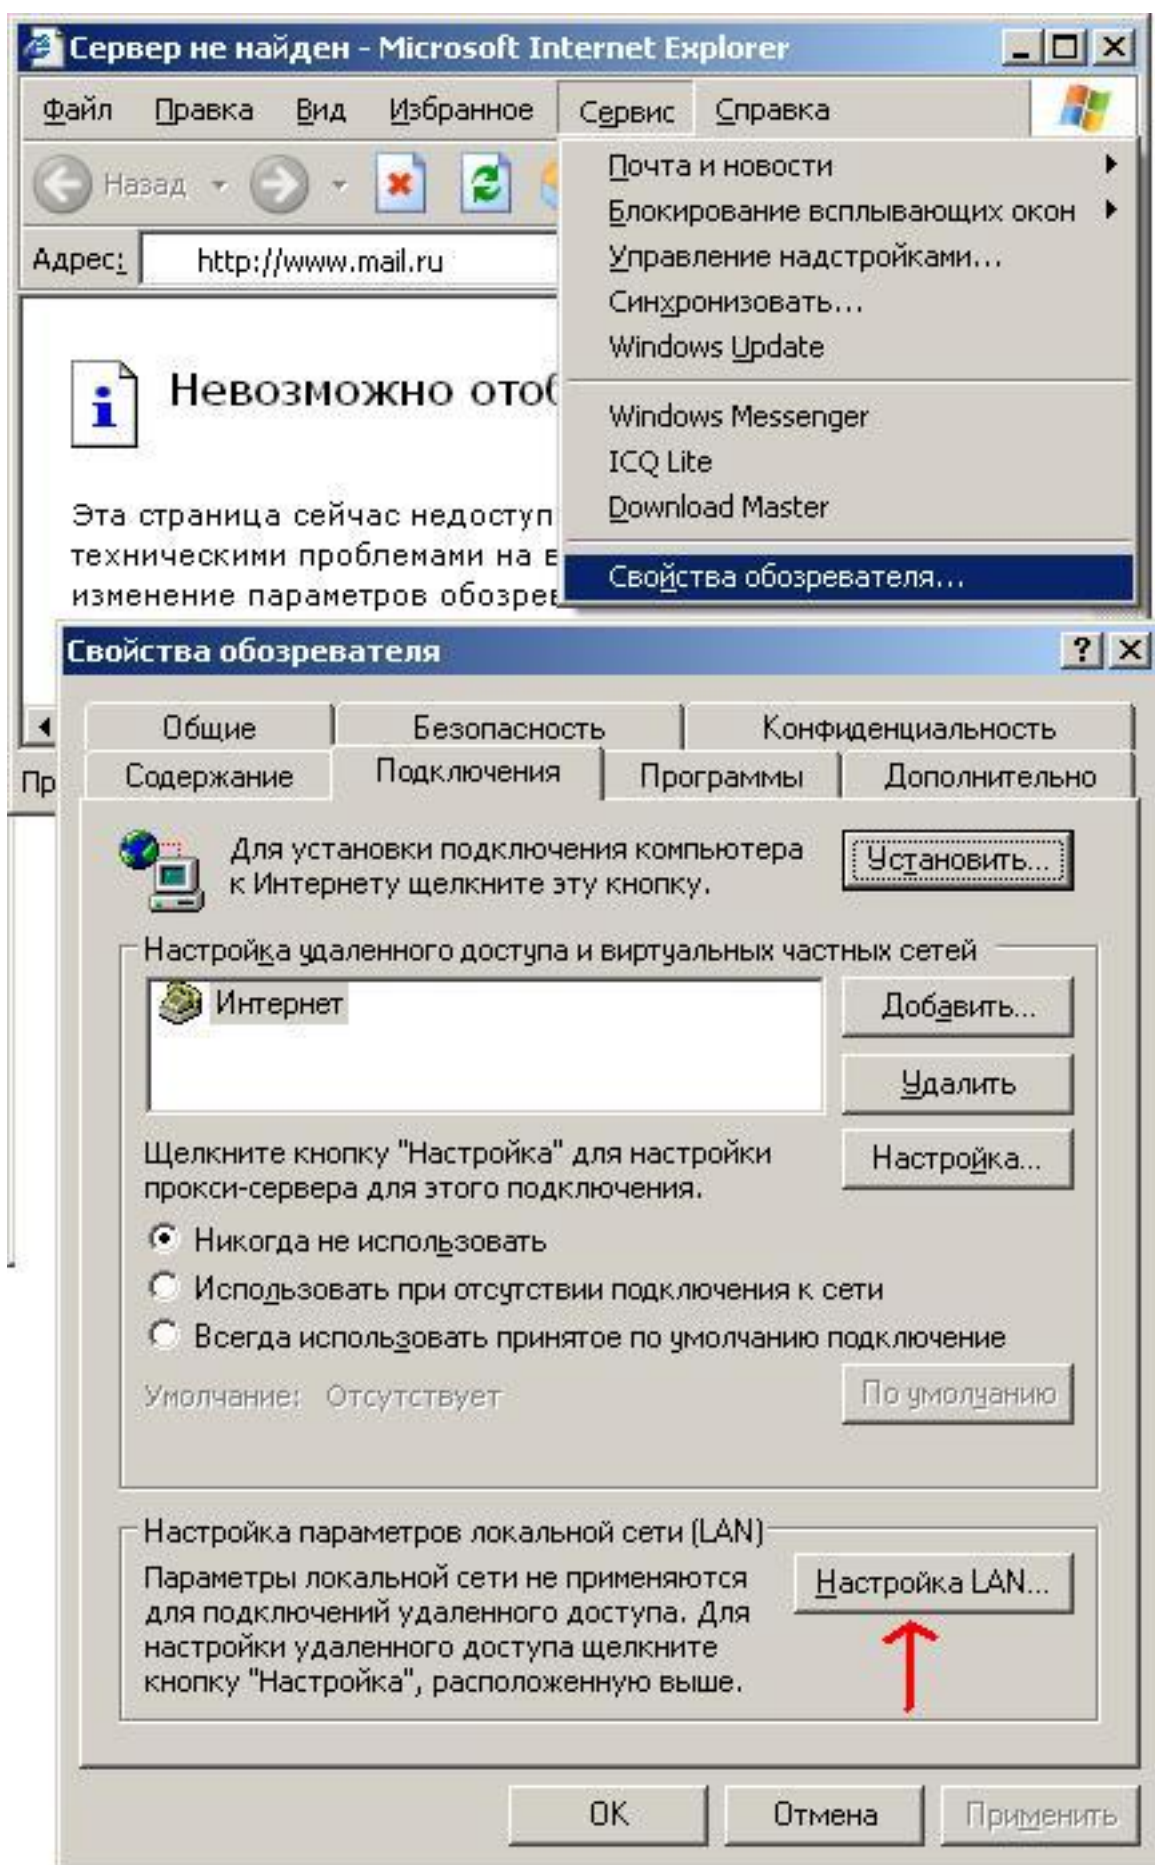 Сервер не найден - Microsoft Internet Explorer
Файл Правка Вид Избранное Сервис Справка
Назад
Адрес: http://www.mail.ru
Почта и новости
Блокирование всплывающих окон
Управление надстройками...
Синхронизовать...
Windows Update
Windows Messenger
ICQ Lite
Download Master
Свойства обозревателя...
Невозможно отоб
Эта страница сейчас недоступ
техническими проблемами на в
изменение параметров обозрев
Пр
Свойства обозревателя
Общие Безопасность Конфиденциальность
Содержание Подключения Программы Дополнительно
Для установки подключения компьютера
к Интернету щелкните эту кнопку.
Установить...
Настройка удаленного доступа и виртуальных частных сетей
Интернет
Добавить...
Удалить
Щелкните кнопку "Настройка" для настройки
прокси-сервера для этого подключения.
Настройка...
Никогда не использовать
Использовать при отсутствии подключения к сети
Всегда использовать принятое по умолчанию подключение
Умолчание: Отсутствует
По умолчанию
Настройка параметров локальной сети (LAN)
Параметры локальной сети не применяются
для подключений удаленного доступа. Для
настройки удаленного доступа щелкните
кнопку "Настройка", расположенную выше.
Настройка LAN...
OK Отмена Применить